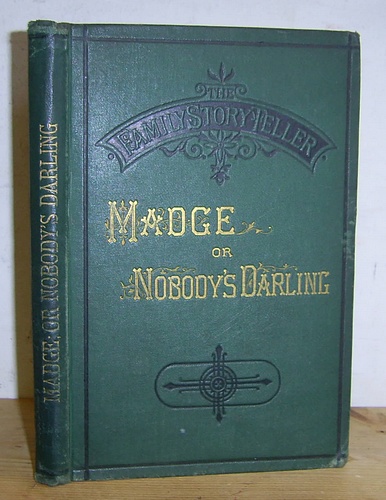 THE
FAMILY STORY TELLER
MADGE
OR
NOBODY'S DARLING
MADGE; OR NOBODY'S DARLING